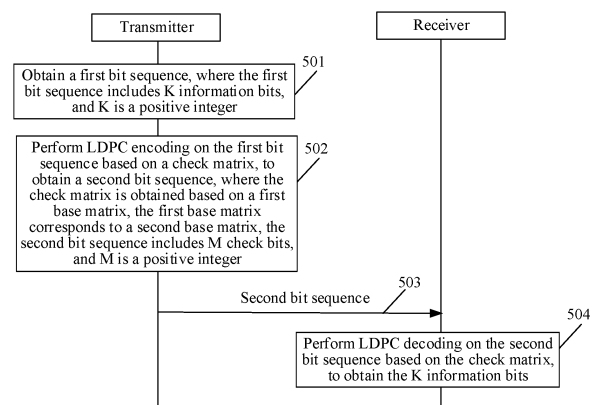 Transmitter
Receiver
501
Obtain a first bit sequence, where the first
bit sequence includes K information bits,
and K is a positive integer
502
Perform LDPC encoding on the first bit
sequence based on a check matrix, to
obtain a second bit sequence, where the
check matrix is obtained based on a first
base matrix, the first base matrix
corresponds to a second base matrix, the
second bit sequence includes M check bits,
and M is a positive integer
503
Second bit sequence
504
Perform LDPC decoding on the second
bit sequence based on the check matrix,
to obtain the K information bits